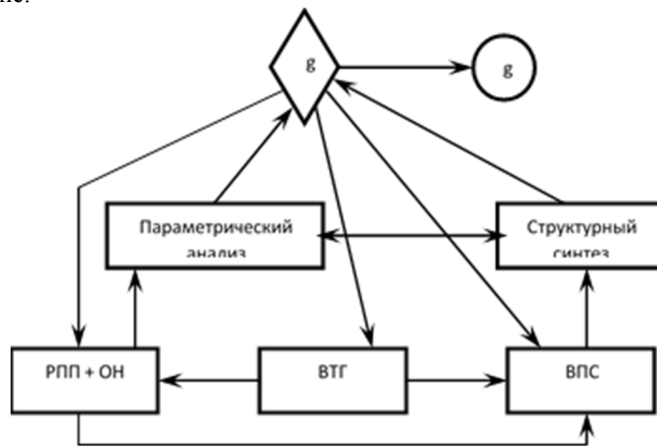 g
g
Параметрический
анализ
Структурный
синтез
РПП + ОН
ВТГ
ВПС